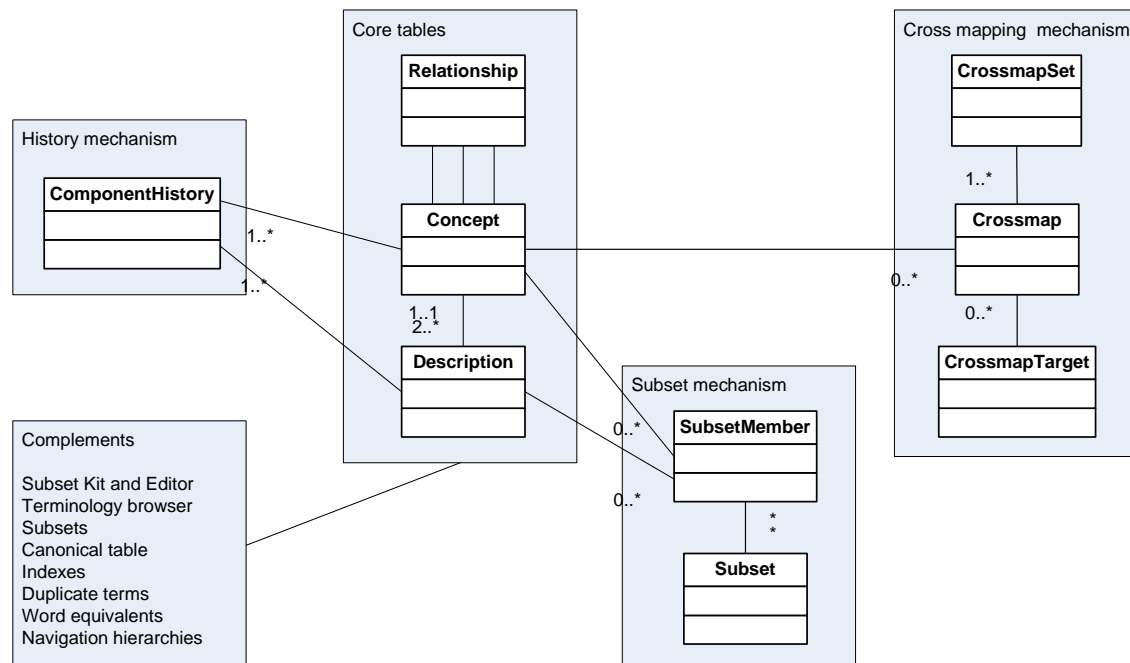 Core tables
Relationship
Concept
1..1
2..*
Description
History mechanism
ComponentHistory
1..*
1..*
Cross mapping  mechanism
CrossmapSet
1..*
Crossmap
0..*
0..*
CrossmapTarget
Subset mechanism
0..*
SubsetMember
0..*
*
*
Subset
Complements
Subset Kit and Editor
Terminology browser
Subsets
Canonical table
Indexes
Duplicate terms
Word equivalents
Navigation hierarchies